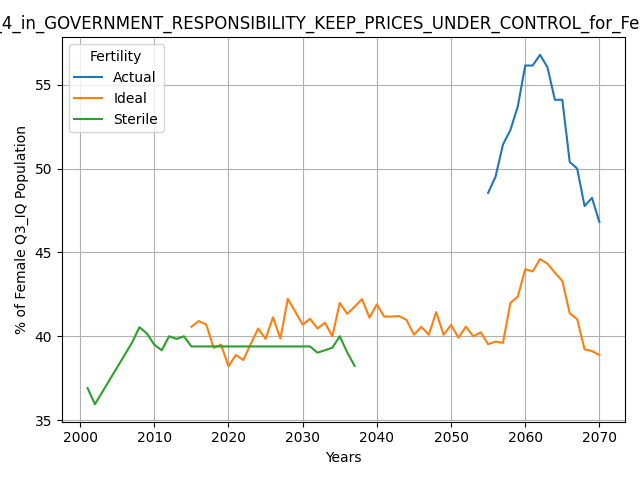 _4_in_GOVERNMENT_RESPONSIBILITY_KEEP_PRICES_UNDER_CONTROL_for_Fe
Fertility
Actual
Ideal
Sterile
% of Female Q3_IQ Population
55
50
45
40
35
2000 2010 2020 2030 2040 2050 2060 2070
Years